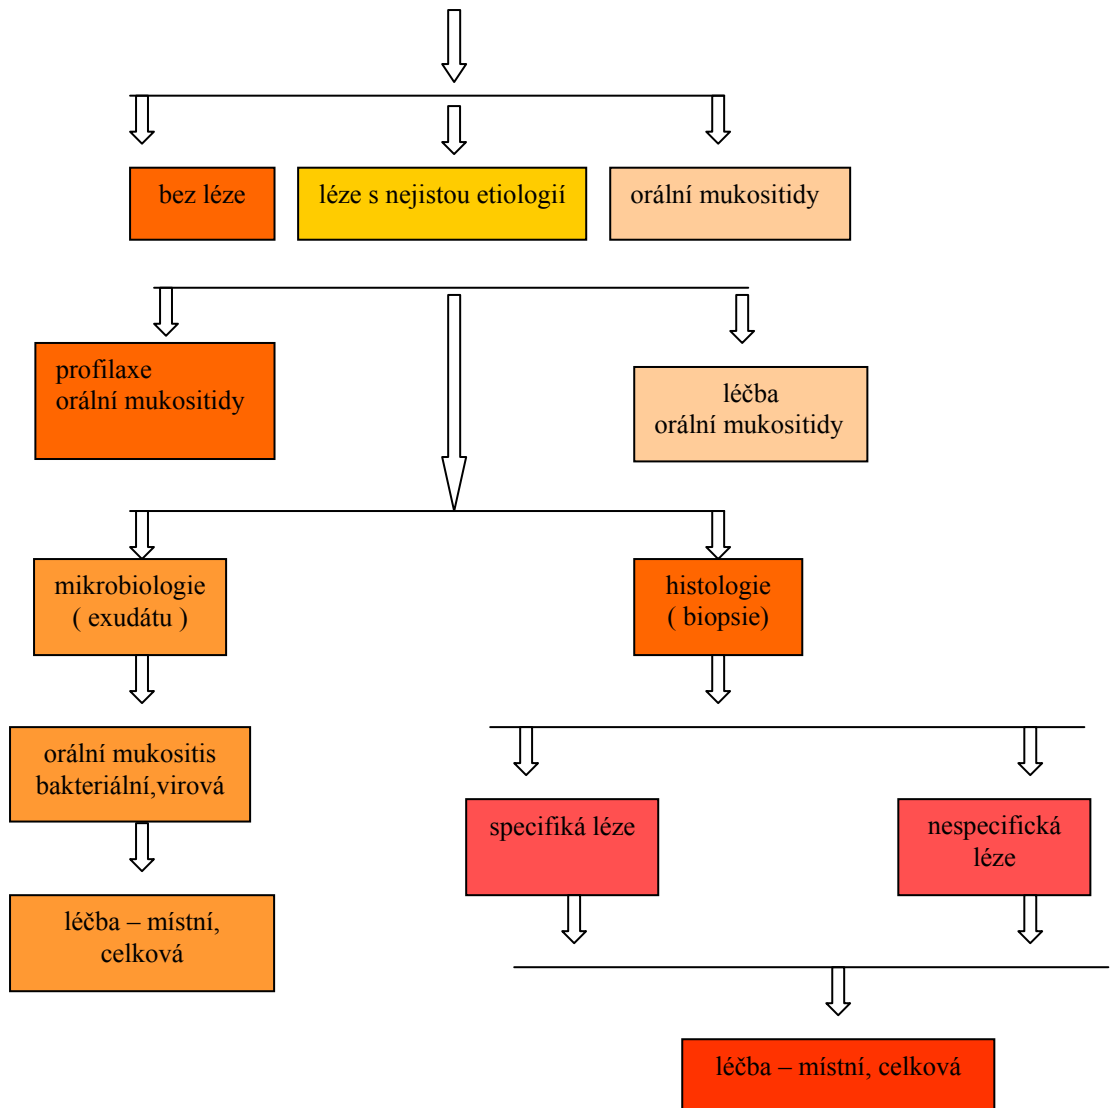 bez léze
léze s nejistou etiologií
orální mukositidy
profilaxe
orální mukositidy
léčba
orální mukositidy
mikrobiologie
( exudátu )
histologie
( biopsie)
orální mukositis
bakteriální,virová
specifiká léze
nespecifická
léze
léčba – místní,
celková
léčba – místní, celková